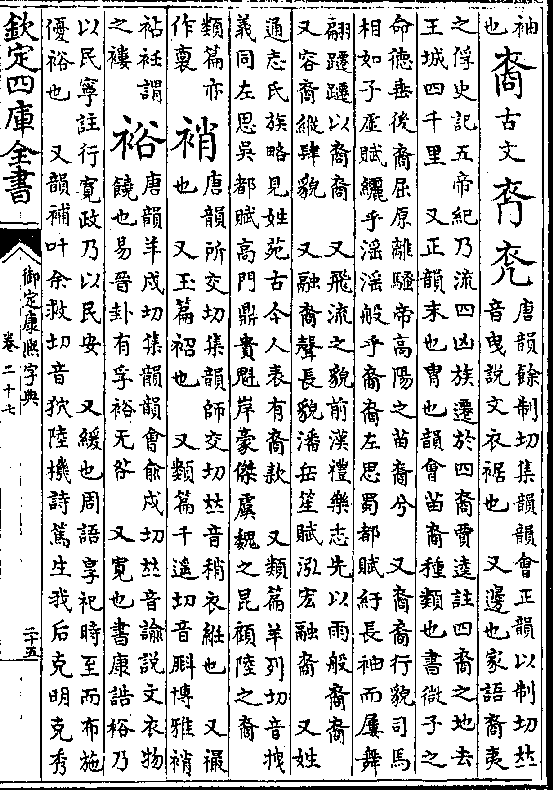 袖
也 裔 古文 㐕 𠅿 唐韻餘制切集韻韻會正韻以制切𠀤
音曳說文衣裾也 又邊也家語裔夷
之俘史記五帝紀乃流四凶族遷於四裔賈逵註四裔之地去
王城四千里 又正韻末也冑也韻會苗裔種類也書微子之
命德垂後裔屈原離騷帝高陽之苗裔兮 又裔裔行貌司馬
相如子虛賦纚乎淫淫般乎裔裔左思蜀都賦紆長袖而屢舞
翩躚躚以裔裔 又飛流之貌前漢禮樂志先以雨般裔裔
又容裔縱肆貌 又融裔聲長貌潘岳笙賦泓宏融裔 又姓
通志氏族略見姓苑古今人表有裔款 又類篇羊列切音拽
義同左思吳都賦高門鼎貴魁岸豪傑虞魏之昆顧陸之裔
䙅 唐韻所交切集韻師交切𠀤音稍衣維也 又襊
也 又玉篇袑也 又類篇千遙切音鄦博雅䙅
類篇亦
作裏
袩衽謂
之褸 裕 唐韻羊戍切集韻韻會兪戍切𠀤音諭說文衣物
饒也易晉卦有孚裕无咎 又寬也書康誥裕乃
以民寧註行寬政乃以民安 又緩也周語享祀時至而布施
優裕也 又韻補叶余救切音狖陸機詩篤生我后克明克秀
欽定四庫全書
御定康熙字典
卷二十七
二十五